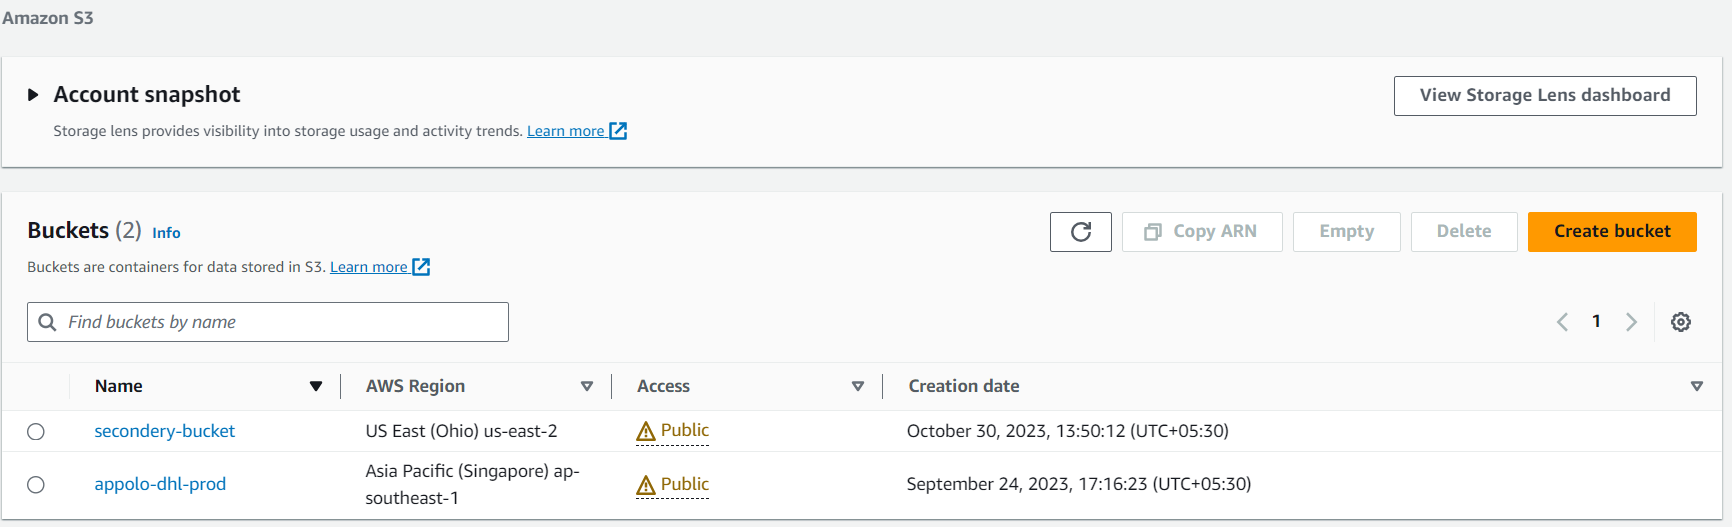 Amazon S3
Account snapshot
View Storage Lens dashboard
Storage lens provides visibility into storage usage and activity trends. Learn more
Buckets (2) Info
Copy ARN
Empty
Delete
Create bucket
Buckets are containers for data stored in S3. Learn more
Find buckets by name
1
Name AWS Region Access Creation date
secondery-bucket US East (Ohio) us-east-2 Public October 30, 2023, 13:50:12 (UTC+05:30)
appolo-dhl-prod Asia Pacific (Singapore) ap-
southeast-1 Public September 24, 2023, 17:16:23 (UTC+05:30)